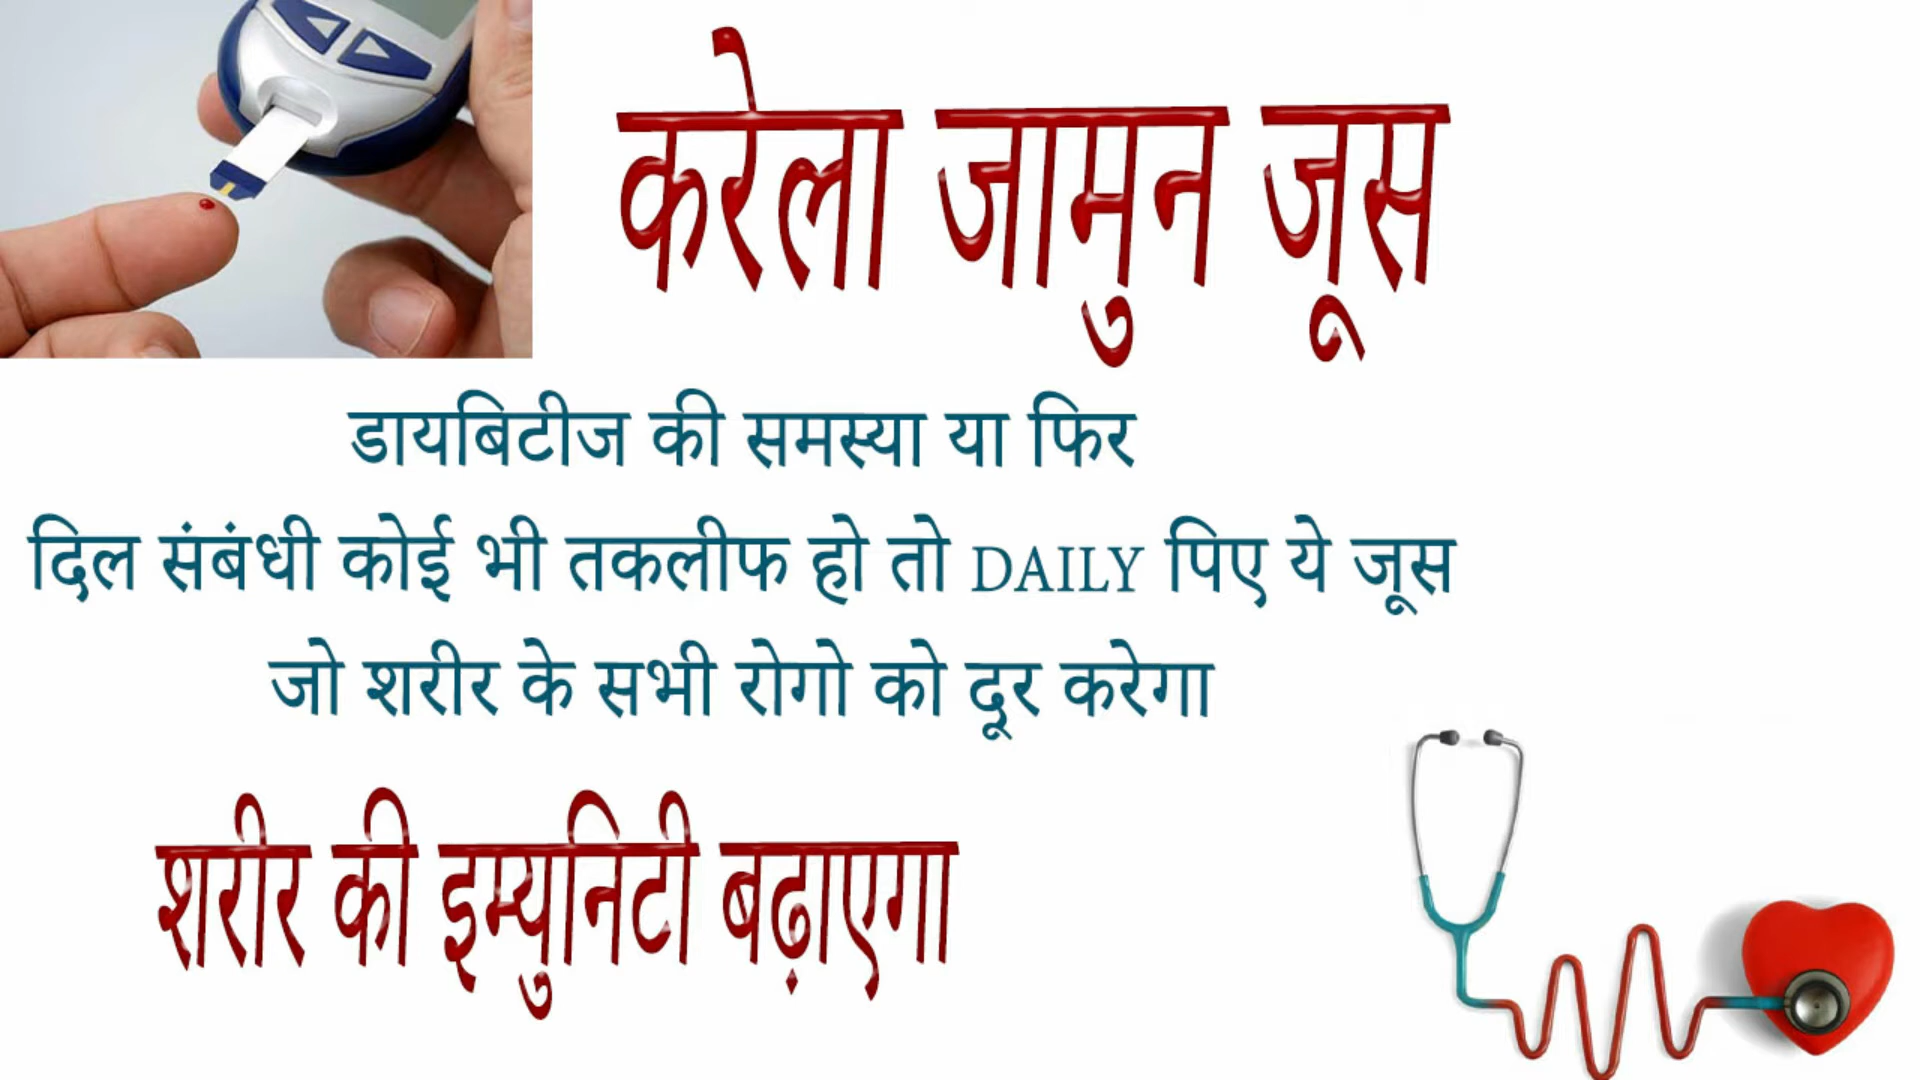 करेला जामुन जूस
डायबिटीज की समस्या या फिर
दिल संबंधी कोई भी तकलीफ हो तो DAILY पिए ये जूस
जो शरीर के सभी रोगो को दूर करेगा
शरीर की इम्युनिटी बढ़ाएगा